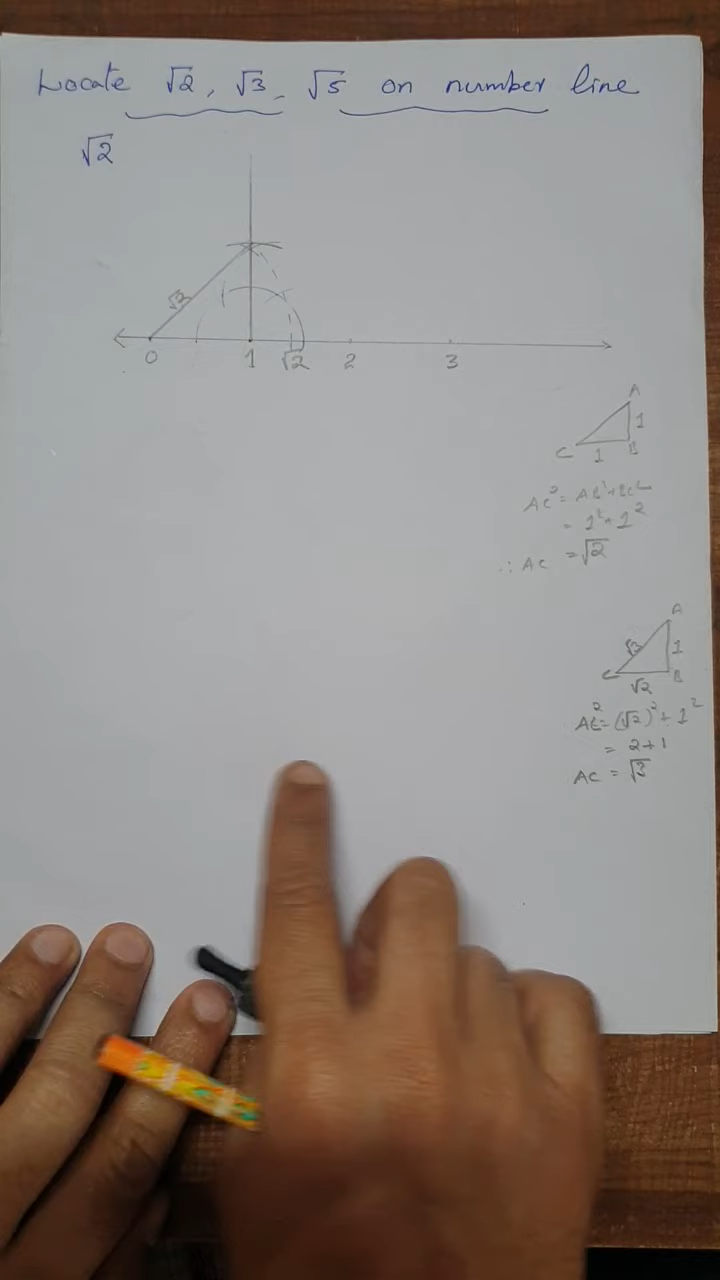 Locate √2, √3, √5 on number line
√2
√2
0 1 √2 2 3
A
1
C 1 B
AC² = AB² + BC²
= 1² + 1²
∴ AC = √2
A
√3 1
C √2 B
AC² = (√2)² + 1²
= 2+1
AC = √3